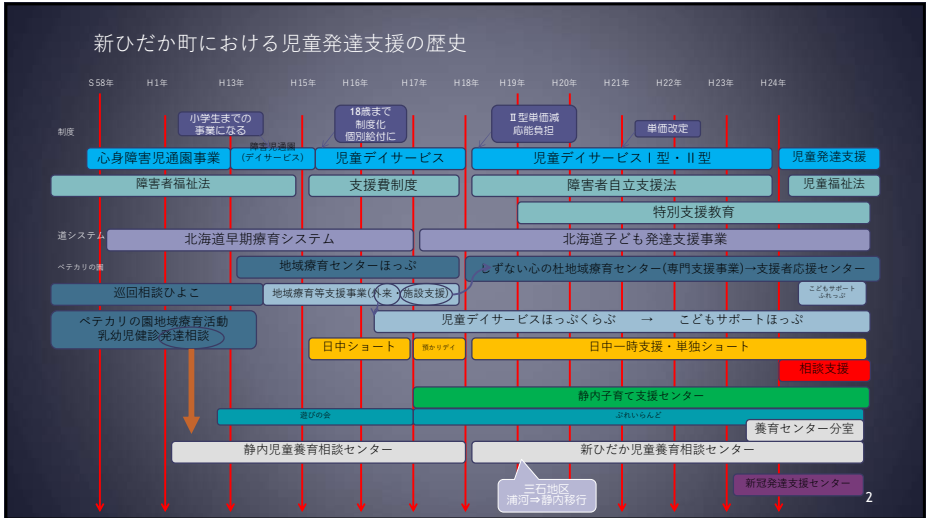 新ひだか町における児童発達支援の歴史
S58年 H1年 H13年 H15年 H16年 H17年 H18年 H19年 H20年 H21年 H22年 H23年 H24年
小学生までの
事業になる
18歳まで
制度化
個別給付に
Ⅱ型単価減
応能負担
単価改定
制度
心身障害児通園事業
障害児通園
(デイサービス)
児童デイサービス
児童デイサービスⅠ型・Ⅱ型
児童発達支援
障害者福祉法
支援費制度
障害者自立支援法
児童福祉法
特別支援教育
道システム
北海道早期療育システム
北海道子ども発達支援事業
ペテカリの園
地域療育センターほっぷ
しずない心の杜地域療育センター(専門支援事業)→支援者応援センター
巡回相談ひよこ
地域療育等支援事業(外来・施設支援)
こどもサポート
ふれっぷ
ペテカリの園地域療育活動
乳幼児健診発達相談
児童デイサービスほっぷくらぶ → こどもサポートほっぷ
日中ショート
預かりデイ
日中一時支援・単独ショート
相談支援
静内子育て支援センター
遊びの会
ぷれいらんど
養育センター分室
静内児童養育相談センター
新ひだか児童養育相談センター
三石地区
浦河⇒静内移行
新冠発達支援センター
2